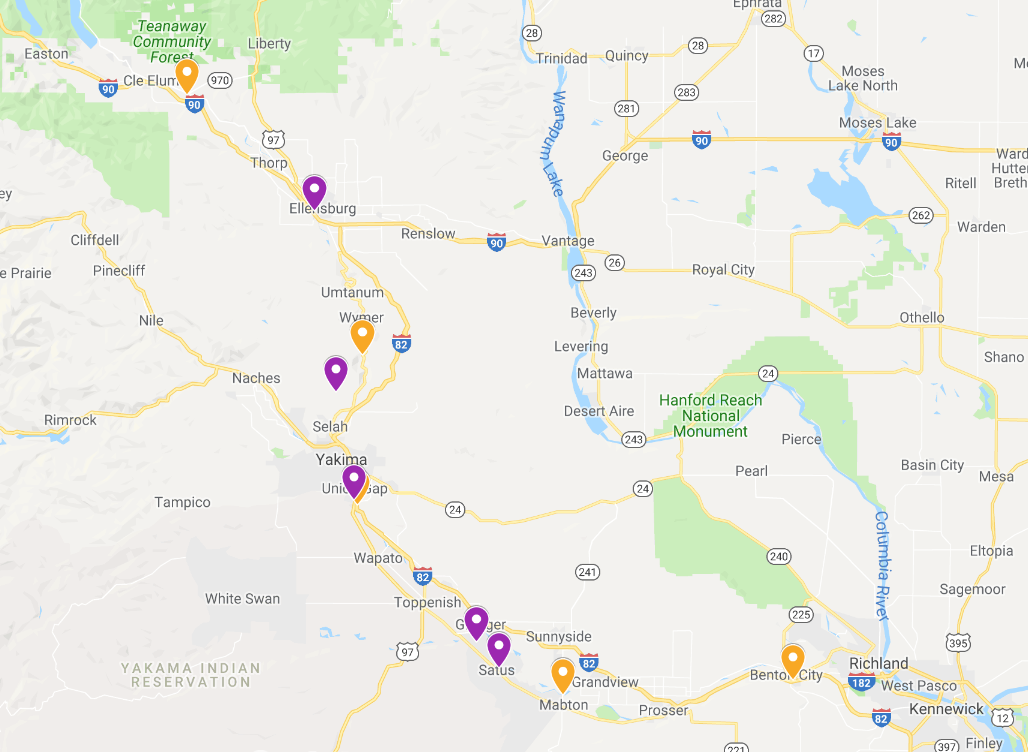 Ephrata
282
Teanaway
Community
Forest
28
Liberty
28
17
Easton
Trinidad
Quincy
Moses
Lake North
90
Cle Elum
970
283
90
281
Moses Lake
97
90
90
George
Thorp
Wanapum Lake
Ritell
Ellensburg
262
Warden
Cliffdell
Renslow
90
Vantage
26
243
Royal City
e Prairie
Pinecliff
Umtanum
Beverly
Nile
Wymer
Othello
82
Levering
Shano
Naches
Mattawa
24
Hanford Reach
National
Monument
Desert Aire
Rimrock
Selah
243
Pierce
Yakima
Basin City
Pearl
Mesa
24
Tampico
24
Columbia River
240
Eltopia
Wapato
82
241
White Swan
Toppenish
Sagemoor
225
Sunnyside
97
395
YAKAMA INDIAN
RESERVATION
Satus
82
Richland
Benton City
182
Grandview
West Pasco
Mabton
Prosser
Kennewick
82
12
397
Finley
221